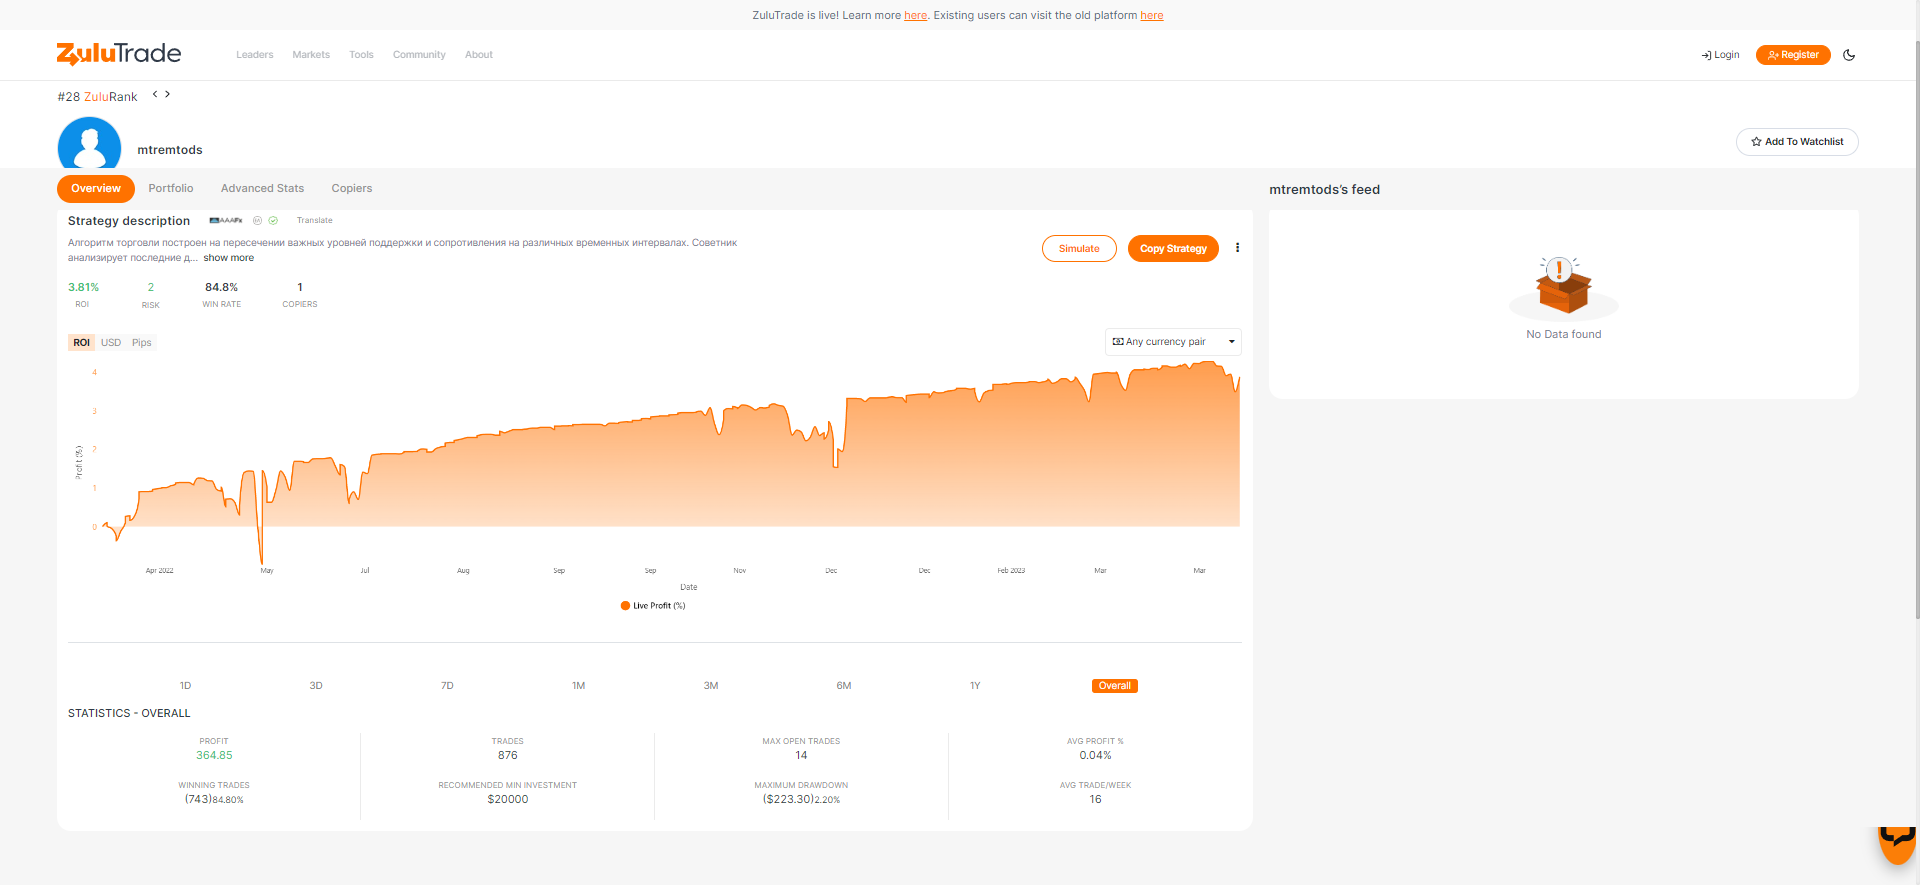 ZuluTrade is live! Learn more here. Existing users can visit the old platform here
ZuluTrade
Leaders Markets Tools Community About
Login Register
#28 ZuluRank
mtremtods
Add To Watchlist
Overview Portfolio Advanced Stats Copiers
mtremtods's feed
Strategy description AAAFx Translate
Алгоритм торговли построен на пересечении важных уровней поддержки и сопротивления на различных временных интервалах. Советник
анализирует последние д... show more
Simulate Copy Strategy
No Data found
3.81% 2 84.8% 1
ROI RISK WIN RATE COPIERS
ROI USD Pips
Any currency pair
4
3
2
1
0
Profit (%)
Apr 2022 May Jul Aug Sep Sep Nov Dec Dec Feb 2023 Mar Mar
Date
Live Profit (%)
1D 3D 7D 1M 3M 6M 1Y Overall
STATISTICS - OVERALL
PROFIT TRADES MAX OPEN TRADES AVG PROFIT %
364.85 876 14 0.04%
WINNING TRADES RECOMMENDED MIN INVESTMENT MAXIMUM DRAWDOWN AVG TRADE/WEEK
(743)84.80% $20000 ($223.30)2.20% 16